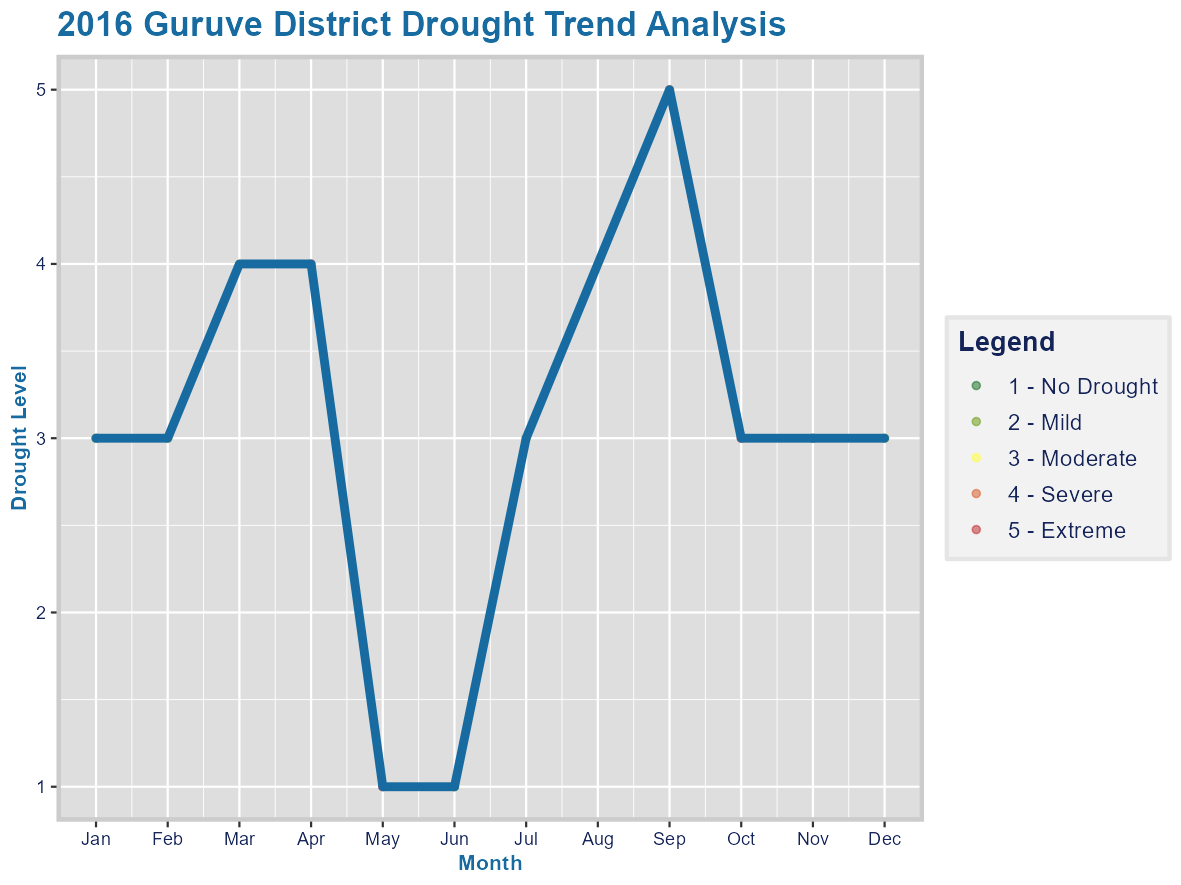 2016 Guruve District Drought Trend Analysis
Drought Level
5
4
3
2
1
Jan Feb Mar Apr May Jun Jul Aug Sep Oct Nov Dec
Month
Legend
1 - No Drought
2 - Mild
3 - Moderate
4 - Severe
5 - Extreme